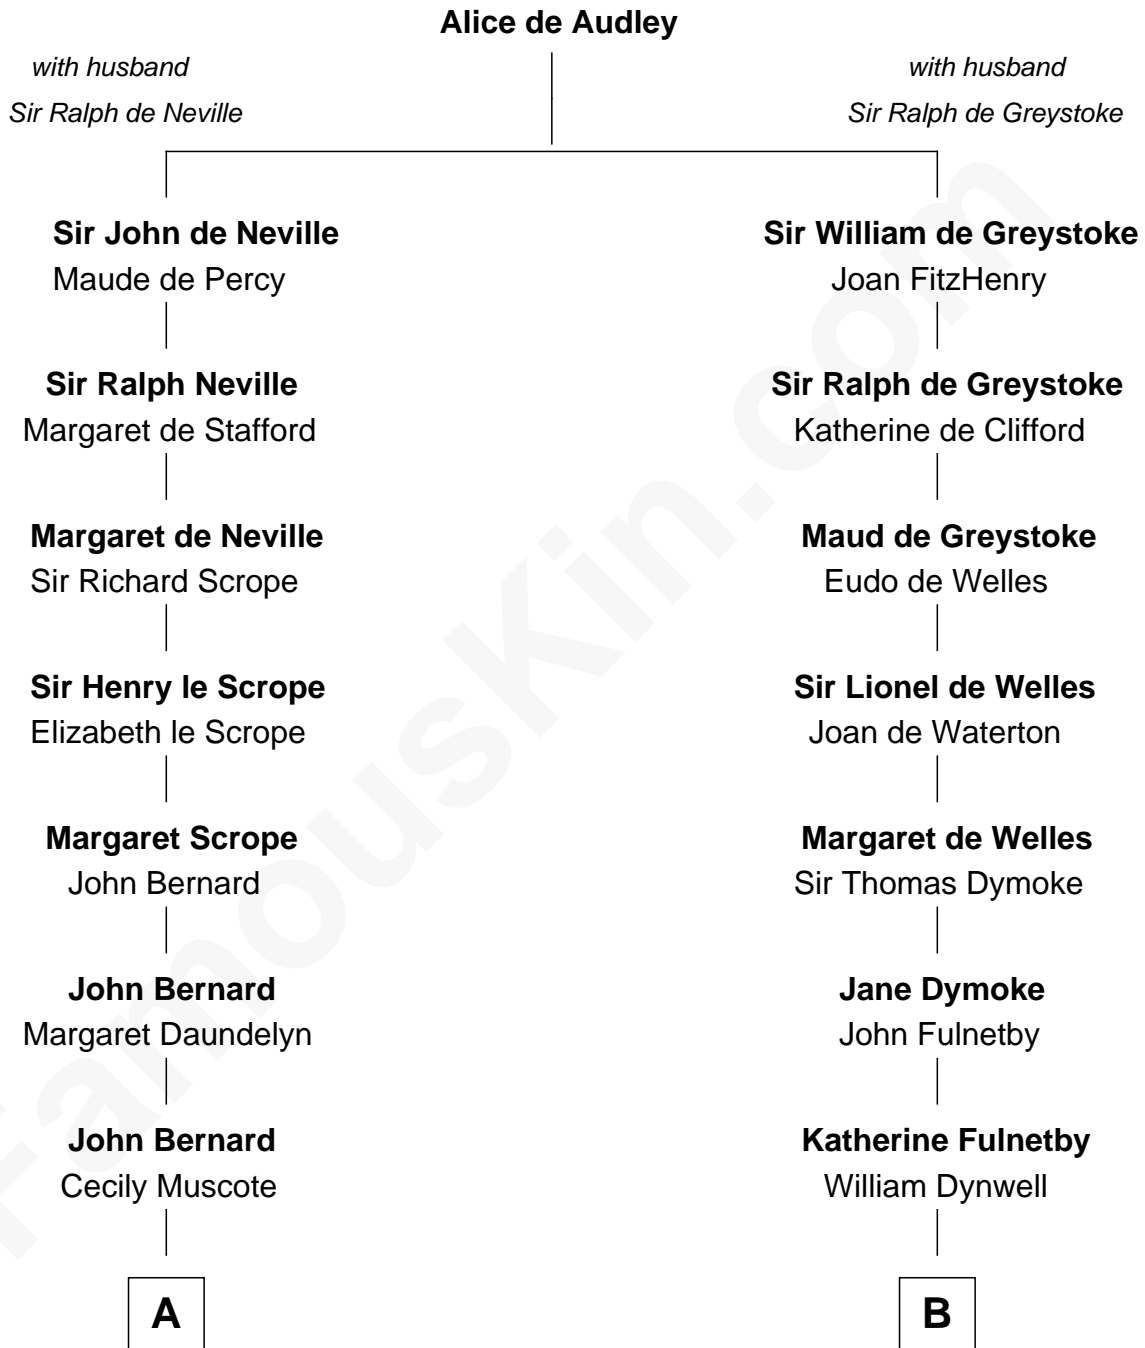 Alice de Audley
with husband
Sir Ralph de Neville
with husband
Sir Ralph de Greystoke
Sir John de Neville
Maude de Percy
Sir William de Greystoke
Joan FitzHenry
Sir Ralph Neville
Margaret de Stafford
Sir Ralph de Greystoke
Katherine de Clifford
Margaret de Neville
Sir Richard Scrope
Maud de Greystoke
Eudo de Welles
Sir Henry le Scrope
Elizabeth le Scrope
Sir Lionel de Welles
Joan de Waterton
Margaret Scrope
John Bernard
Margaret de Welles
Sir Thomas Dymoke
John Bernard
Margaret Daundelyn
Jane Dymoke
John Fulnetby
John Bernard
Cecily Muscote
Katherine Fulnetby
William Dynwell
A
B
FamousKin.com